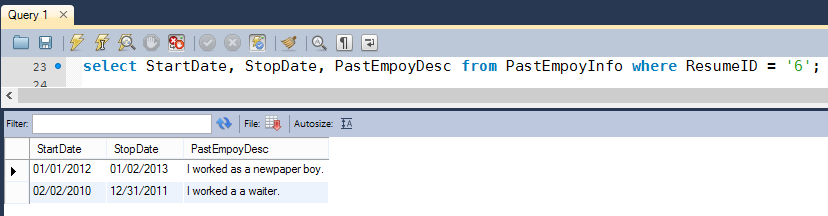 Query 1
23 select StartDate, StopDate, PastEmpoyDesc from PastEmpoyInfo where ResumeID = '6';
24
Filter: File: Autosize:
StartDate StopDate PastEmpoyDesc
01/01/2012 01/02/2013 I worked as a newpaper boy.
02/02/2010 12/31/2011 I worked a a waiter.